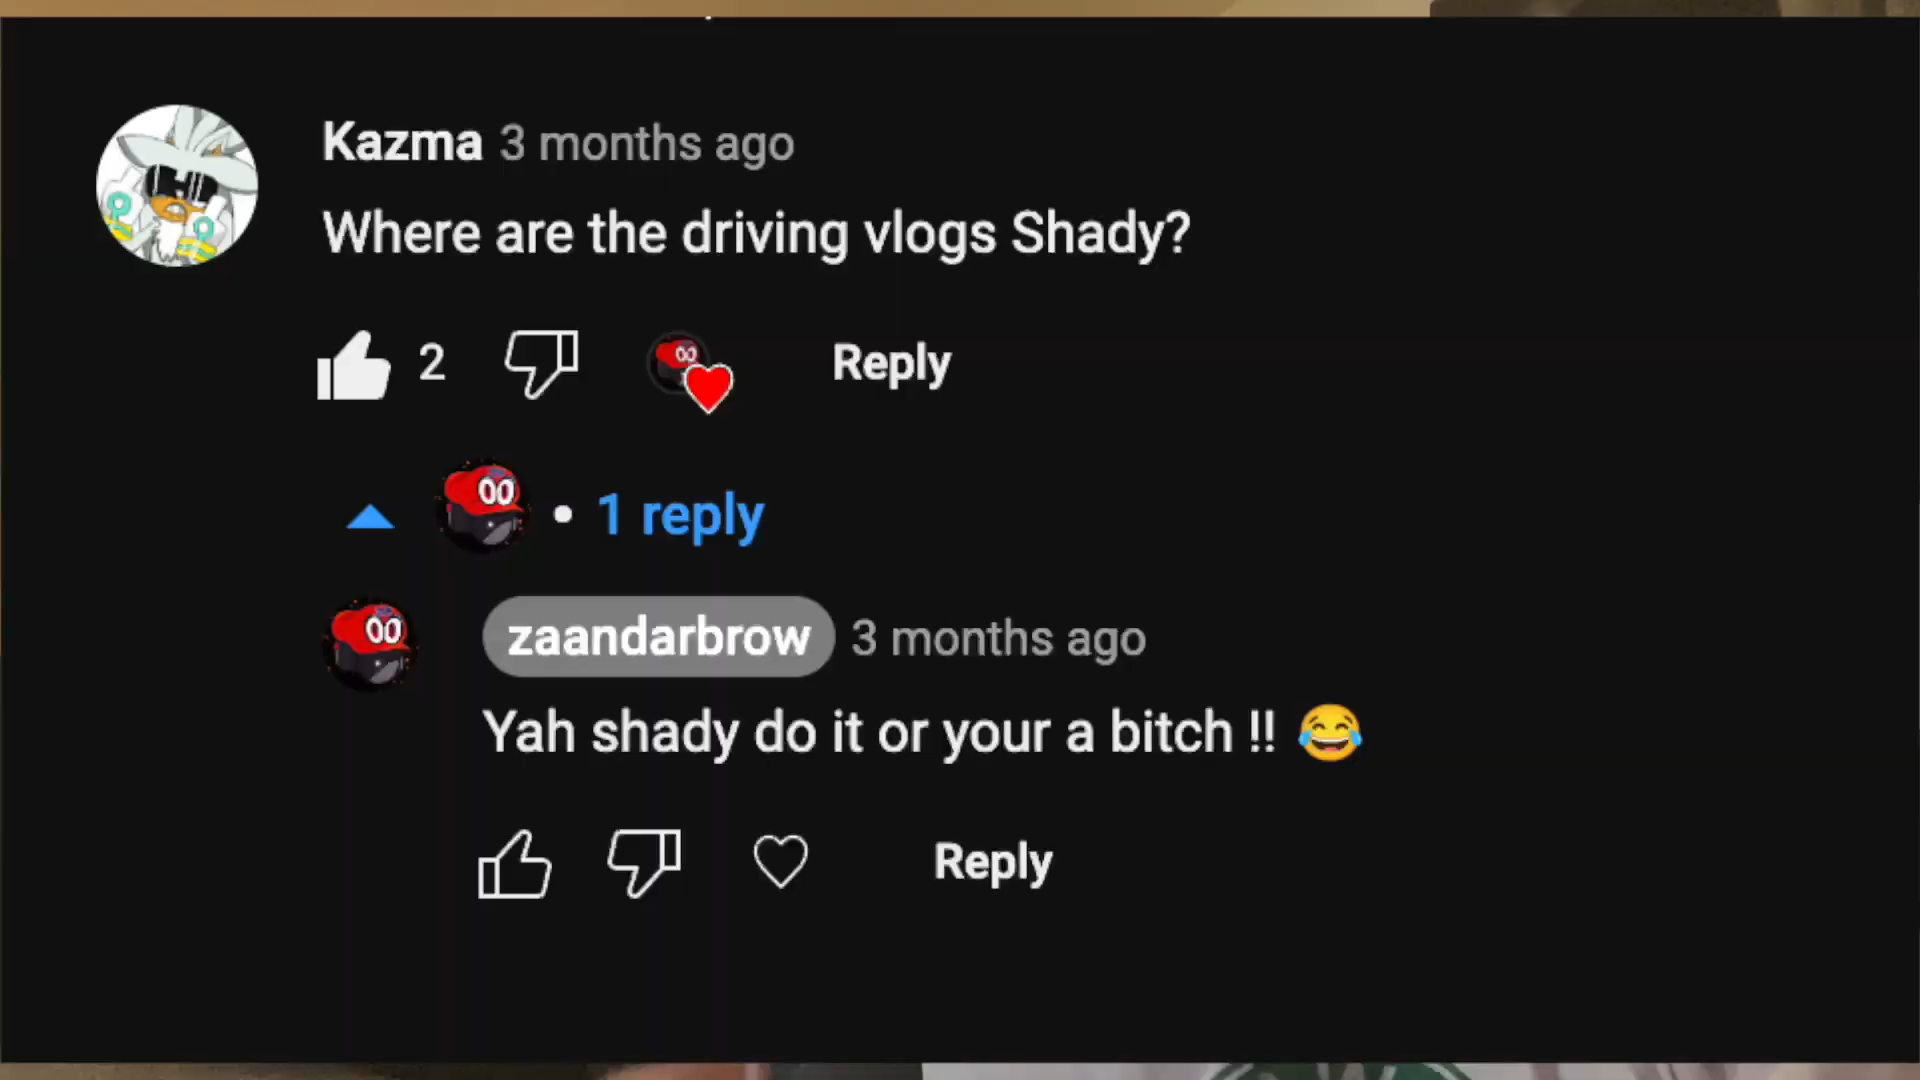 Kazma 3 months ago
Where are the driving vlogs Shady?
2 Reply
• 1 reply
zaandarbrow 3 months ago
Yah shady do it or your a bitch !! 😂
Reply